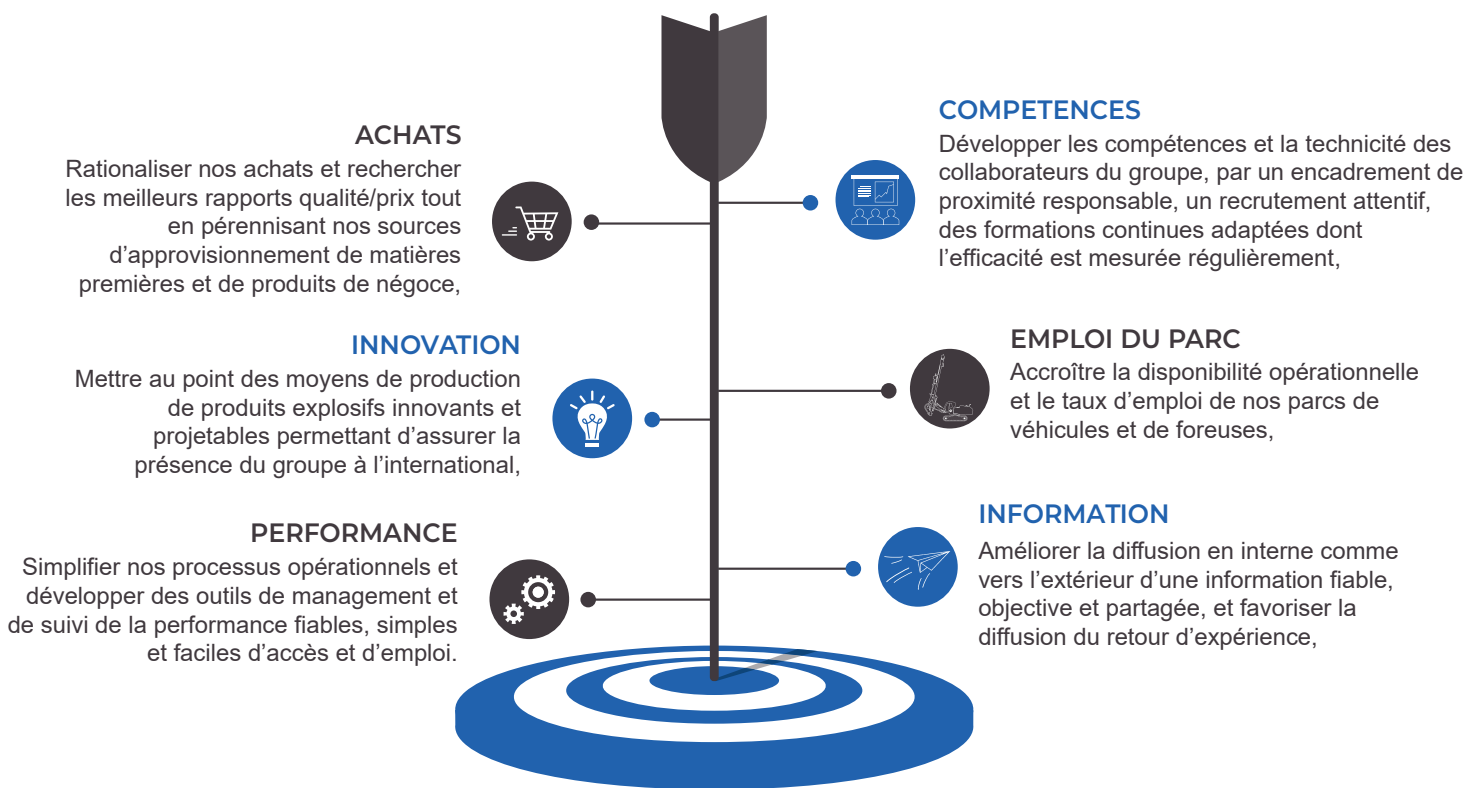 ACHATS
Rationaliser nos achats et rechercher
les meilleurs rapports qualité/prix tout
en pérennisant nos sources
d’approvisionnement de matières
premières et de produits de négoce,
COMPETENCES
Développer les compétences et la technicité des
collaborateurs du groupe, par un encadrement de
proximité responsable, un recrutement attentif,
des formations continues adaptées dont
l’efficacité est mesurée régulièrement,
INNOVATION
Mettre au point des moyens de production
de produits explosifs innovants et
projetables permettant d’assurer la
présence du groupe à l’international,
EMPLOI DU PARC
Accroître la disponibilité opérationnelle
et le taux d’emploi de nos parcs de
véhicules et de foreuses,
PERFORMANCE
Simplifier nos processus opérationnels et
développer des outils de management et
de suivi de la performance fiables, simples
et faciles d’accès et d’emploi.
INFORMATION
Améliorer la diffusion en interne comme
vers l’extérieur d’une information fiable,
objective et partagée, et favoriser la
diffusion du retour d’expérience,